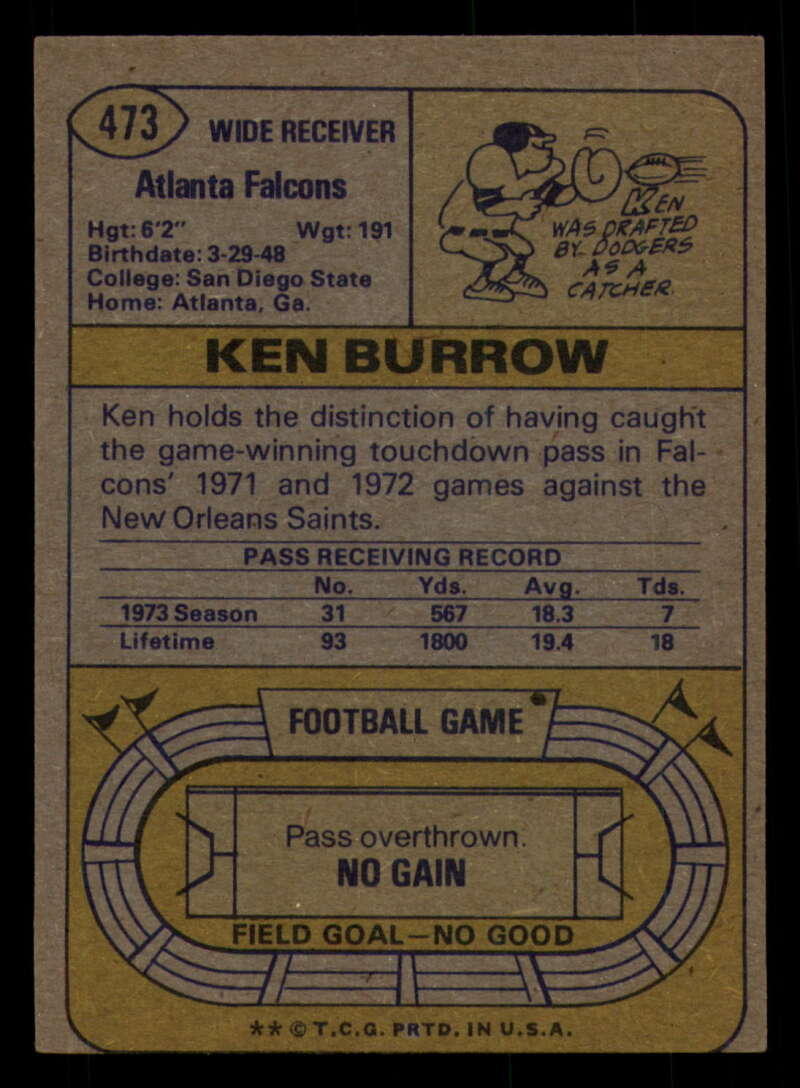 473
WIDE RECEIVER
Atlanta Falcons
Hgt: 6'2" Wgt: 191
Birthdate: 3-29-48
College: San Diego State
Home: Atlanta, Ga.
KEN
WAS DRAFTED
BY DODGERS
AS A
CATCHER.
KEN BURROW
Ken holds the distinction of having caught
the game-winning touchdown pass in Fal-
cons' 1971 and 1972 games against the
New Orleans Saints.
PASS RECEIVING RECORD
No. Yds. Avg. Tds.
1973 Season 31 567 18.3 7
Lifetime 93 1800 19.4 18
FOOTBALL GAME
Pass overthrown.
NO GAIN
FIELD GOAL—NO GOOD
** © T.C.G. PRTD. IN U.S.A.